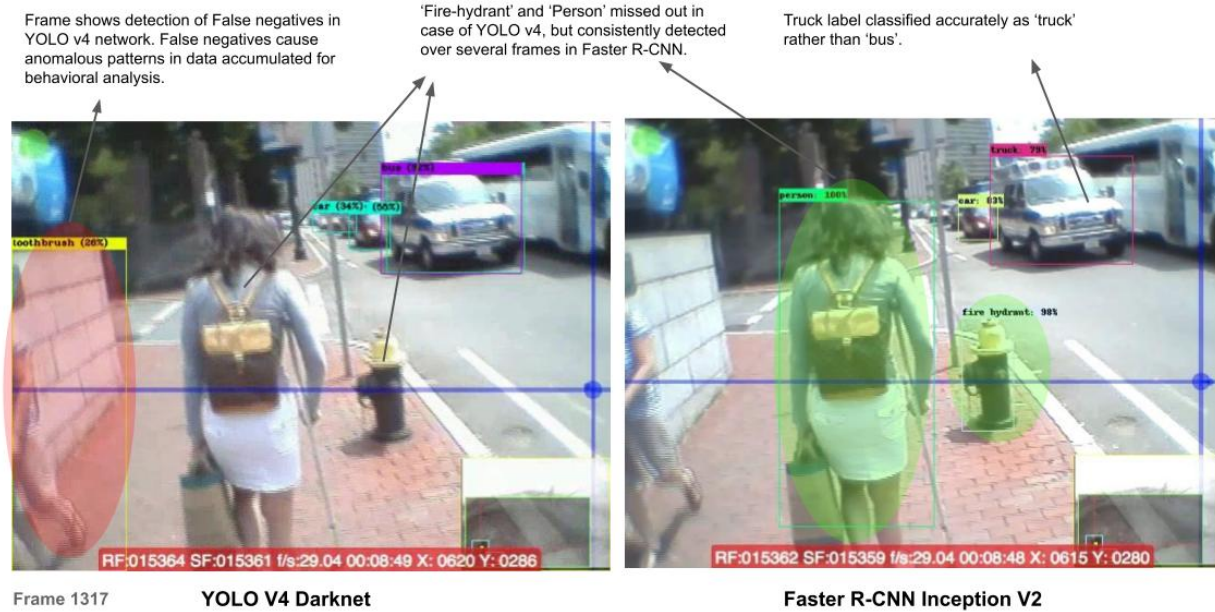 Frame shows detection of False negatives in
YOLO v4 network. False negatives cause
anomalous patterns in data accumulated for
behavioral analysis.
‘Fire-hydrant’ and ‘Person’ missed out in
case of YOLO v4, but consistently detected
over several frames in Faster R-CNN.
Truck label classified accurately as ‘truck’
rather than ‘bus’.
toothbrush (26%)
car (34%)
(55%)
bus (82%)
RF:015364 SF:015361 f/s:29.04 00:08:49 X: 0620 Y: 0286
person: 100%
car: 83%
truck: 79%
fire hydrant: 98%
RF:015362 SF:015359 f/s:29.04 00:08:48 X: 0615 Y: 0280
Frame 1317
YOLO V4 Darknet
Faster R-CNN Inception V2